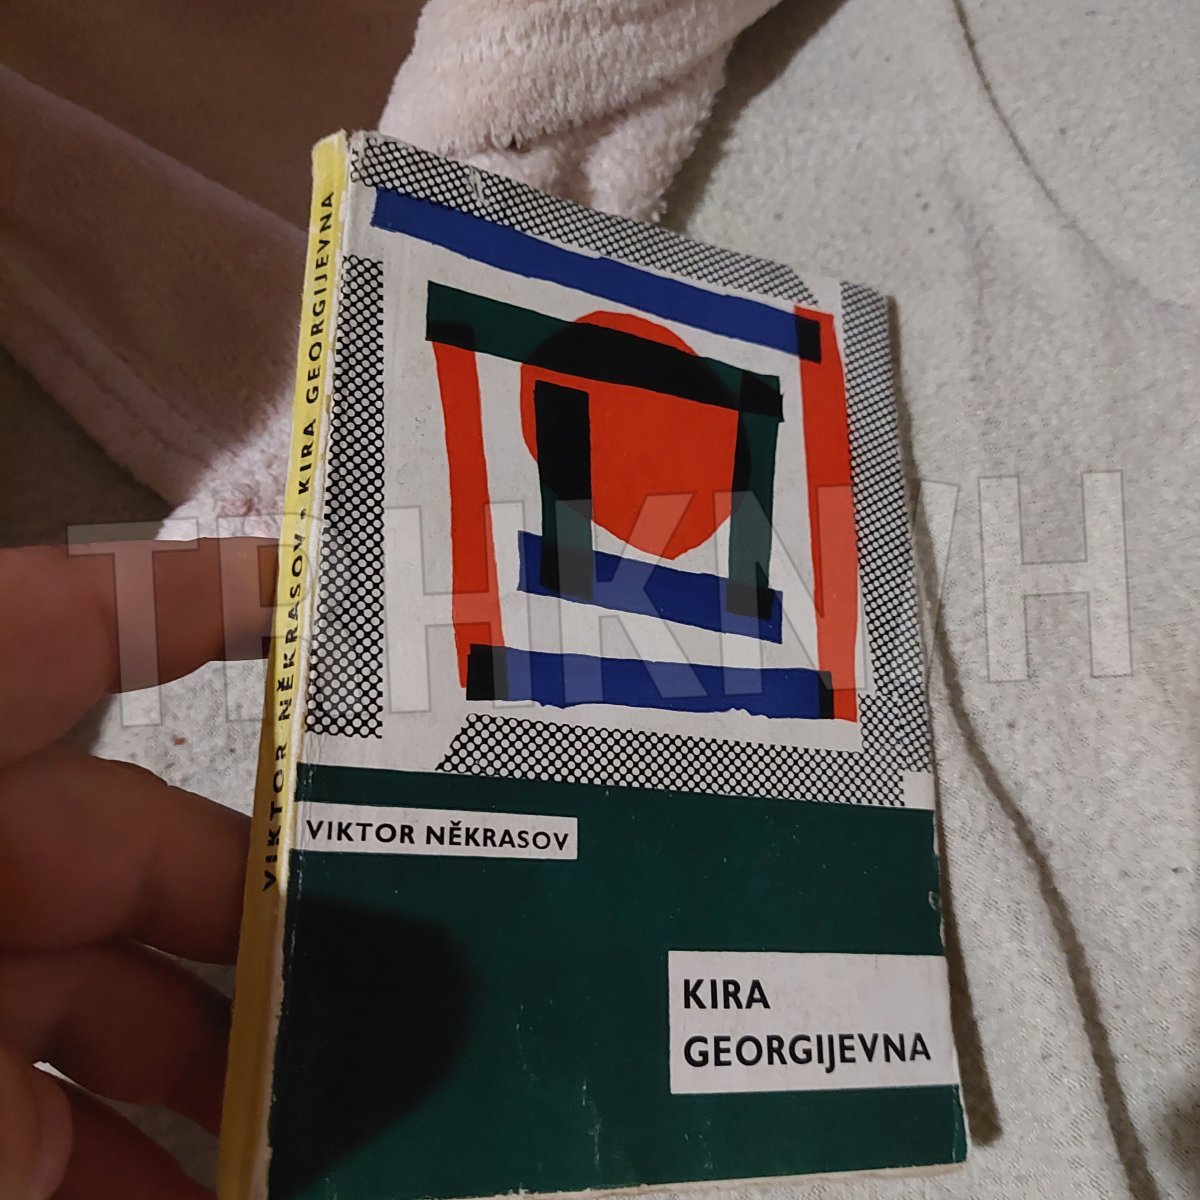 VIKTOR NĚKRASOV • KIRA GEORGIJEVNA
VIKTOR NĚKRASOV
KIRA
GEORGIJEVNA